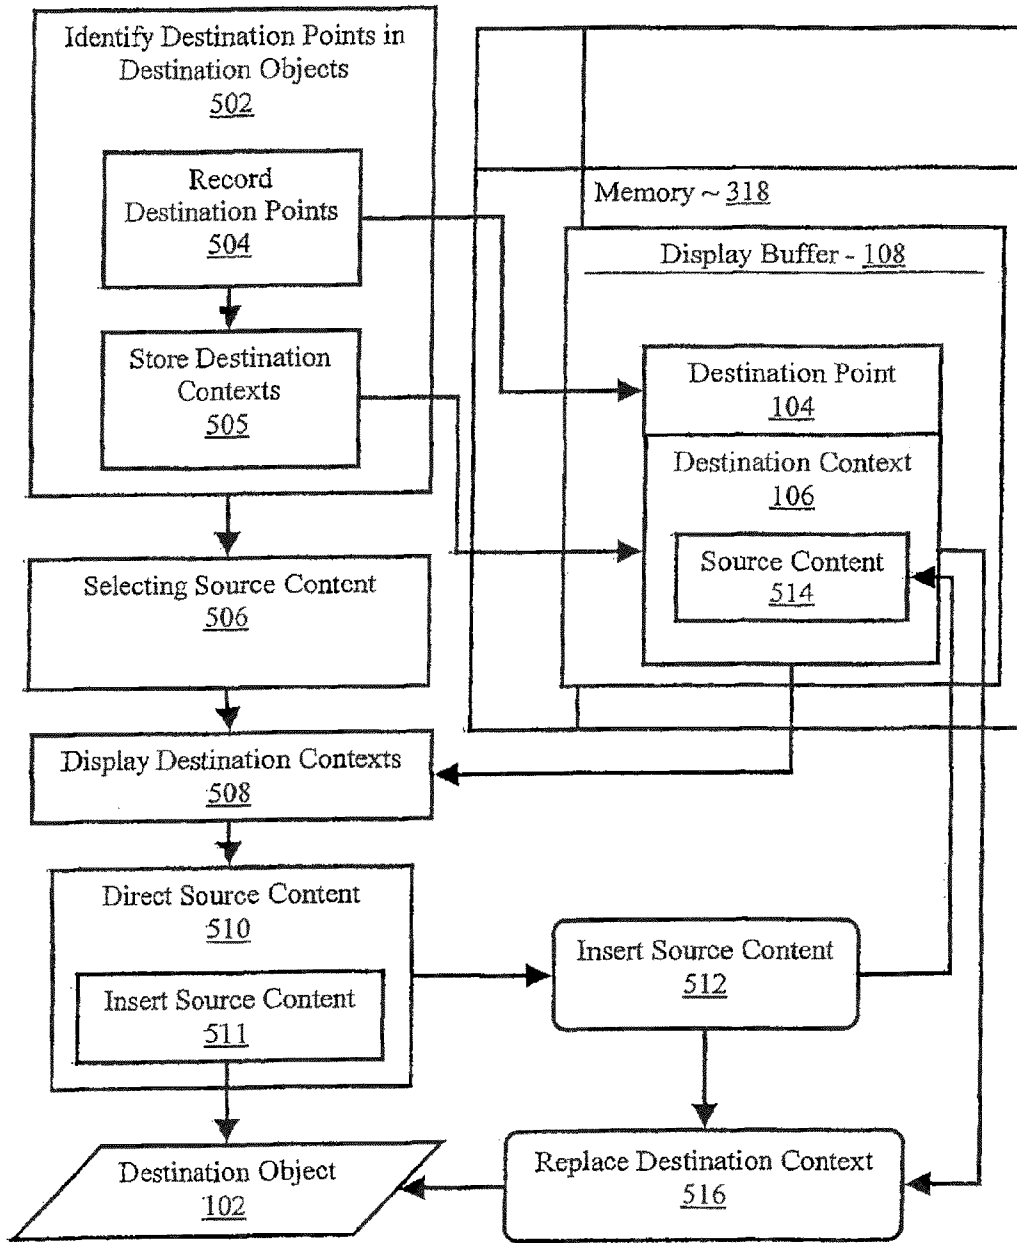 Identify Destination Points in
Destination Objects
502
Record
Destination Points
504
Store Destination
Contexts
505
Selecting Source Content
506
Display Destination Contexts
508
Direct Source Content
510
Insert Source Content
511
Destination Object
102
Memory ~ 318
Display Buffer - 108
Destination Point
104
Destination Context
106
Source Content
514
Insert Source Content
512
Replace Destination Context
516